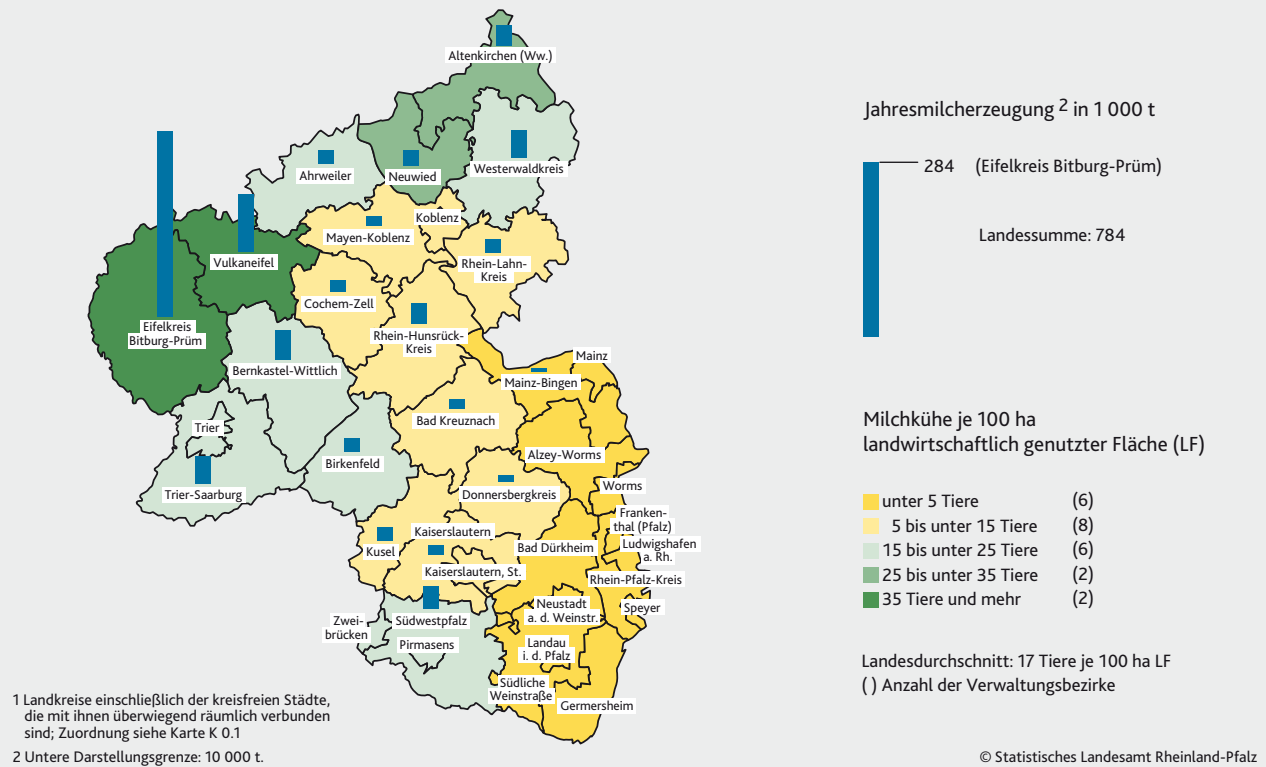 Altenkirchen (Ww.)
Ahrweiler
Neuwied
Westerwaldkreis
Koblenz
Mayen-Koblenz
Vulkaneifel
Rhein-Lahn-
Kreis
Cochem-Zell
Eifelkreis
Bitburg-Prüm
Rhein-Hunsrück-
Kreis
Bernkastel-Wittlich
Mainz
Mainz-Bingen
Bad Kreuznach
Trier
Alzey-Worms
Birkenfeld
Trier-Saarburg
Worms
Donnersbergkreis
Franken-
thal (Pfalz)
Kaiserslautern
Ludwigshafen
a. Rh.
Kusel
Bad Dürkheim
Kaiserslautern, St.
Rhein-Pfalz-Kreis
Neustadt
a. d. Weinstr.
Speyer
Zwei-
brücken
Südwestpfalz
Pirmasens
Landau
i. d. Pfalz
Südliche
Weinstraße
Germersheim
Jahresmilcherzeugung 2 in 1 000 t
284 (Eifelkreis Bitburg-Prüm)
Landessumme: 784
Milchkühe je 100 ha
landwirtschaftlich genutzter Fläche (LF)
unter 5 Tiere (6)
5 bis unter 15 Tiere (8)
15 bis unter 25 Tiere (6)
25 bis unter 35 Tiere (2)
35 Tiere und mehr (2)
Landesdurchschnitt: 17 Tiere je 100 ha LF
( ) Anzahl der Verwaltungsbezirke
1 Landkreise einschließlich der kreisfreien Städte,
die mit ihnen überwiegend räumlich verbunden
sind; Zuordnung siehe Karte K 0.1
2 Untere Darstellungsgrenze: 10 000 t.
© Statistisches Landesamt Rheinland-Pfalz